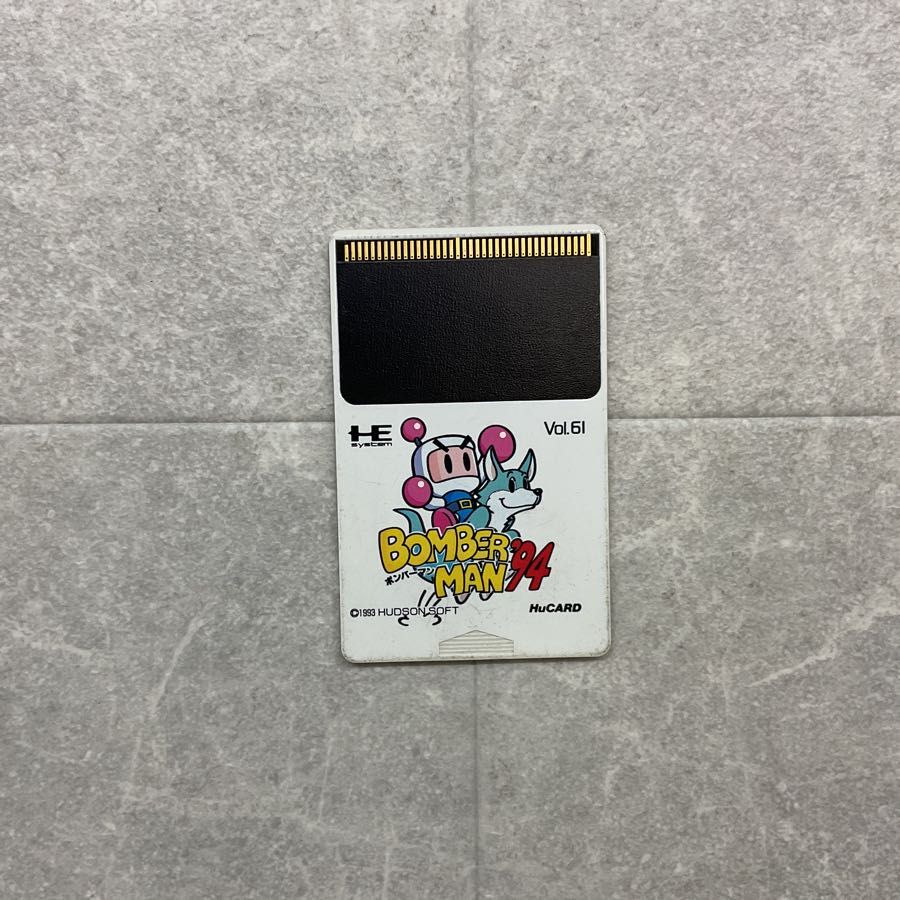 HE
system
Vol.61
BOMBER
MAN '94
ボンバーマン
©1993 HUDSON SOFT
HuCARD